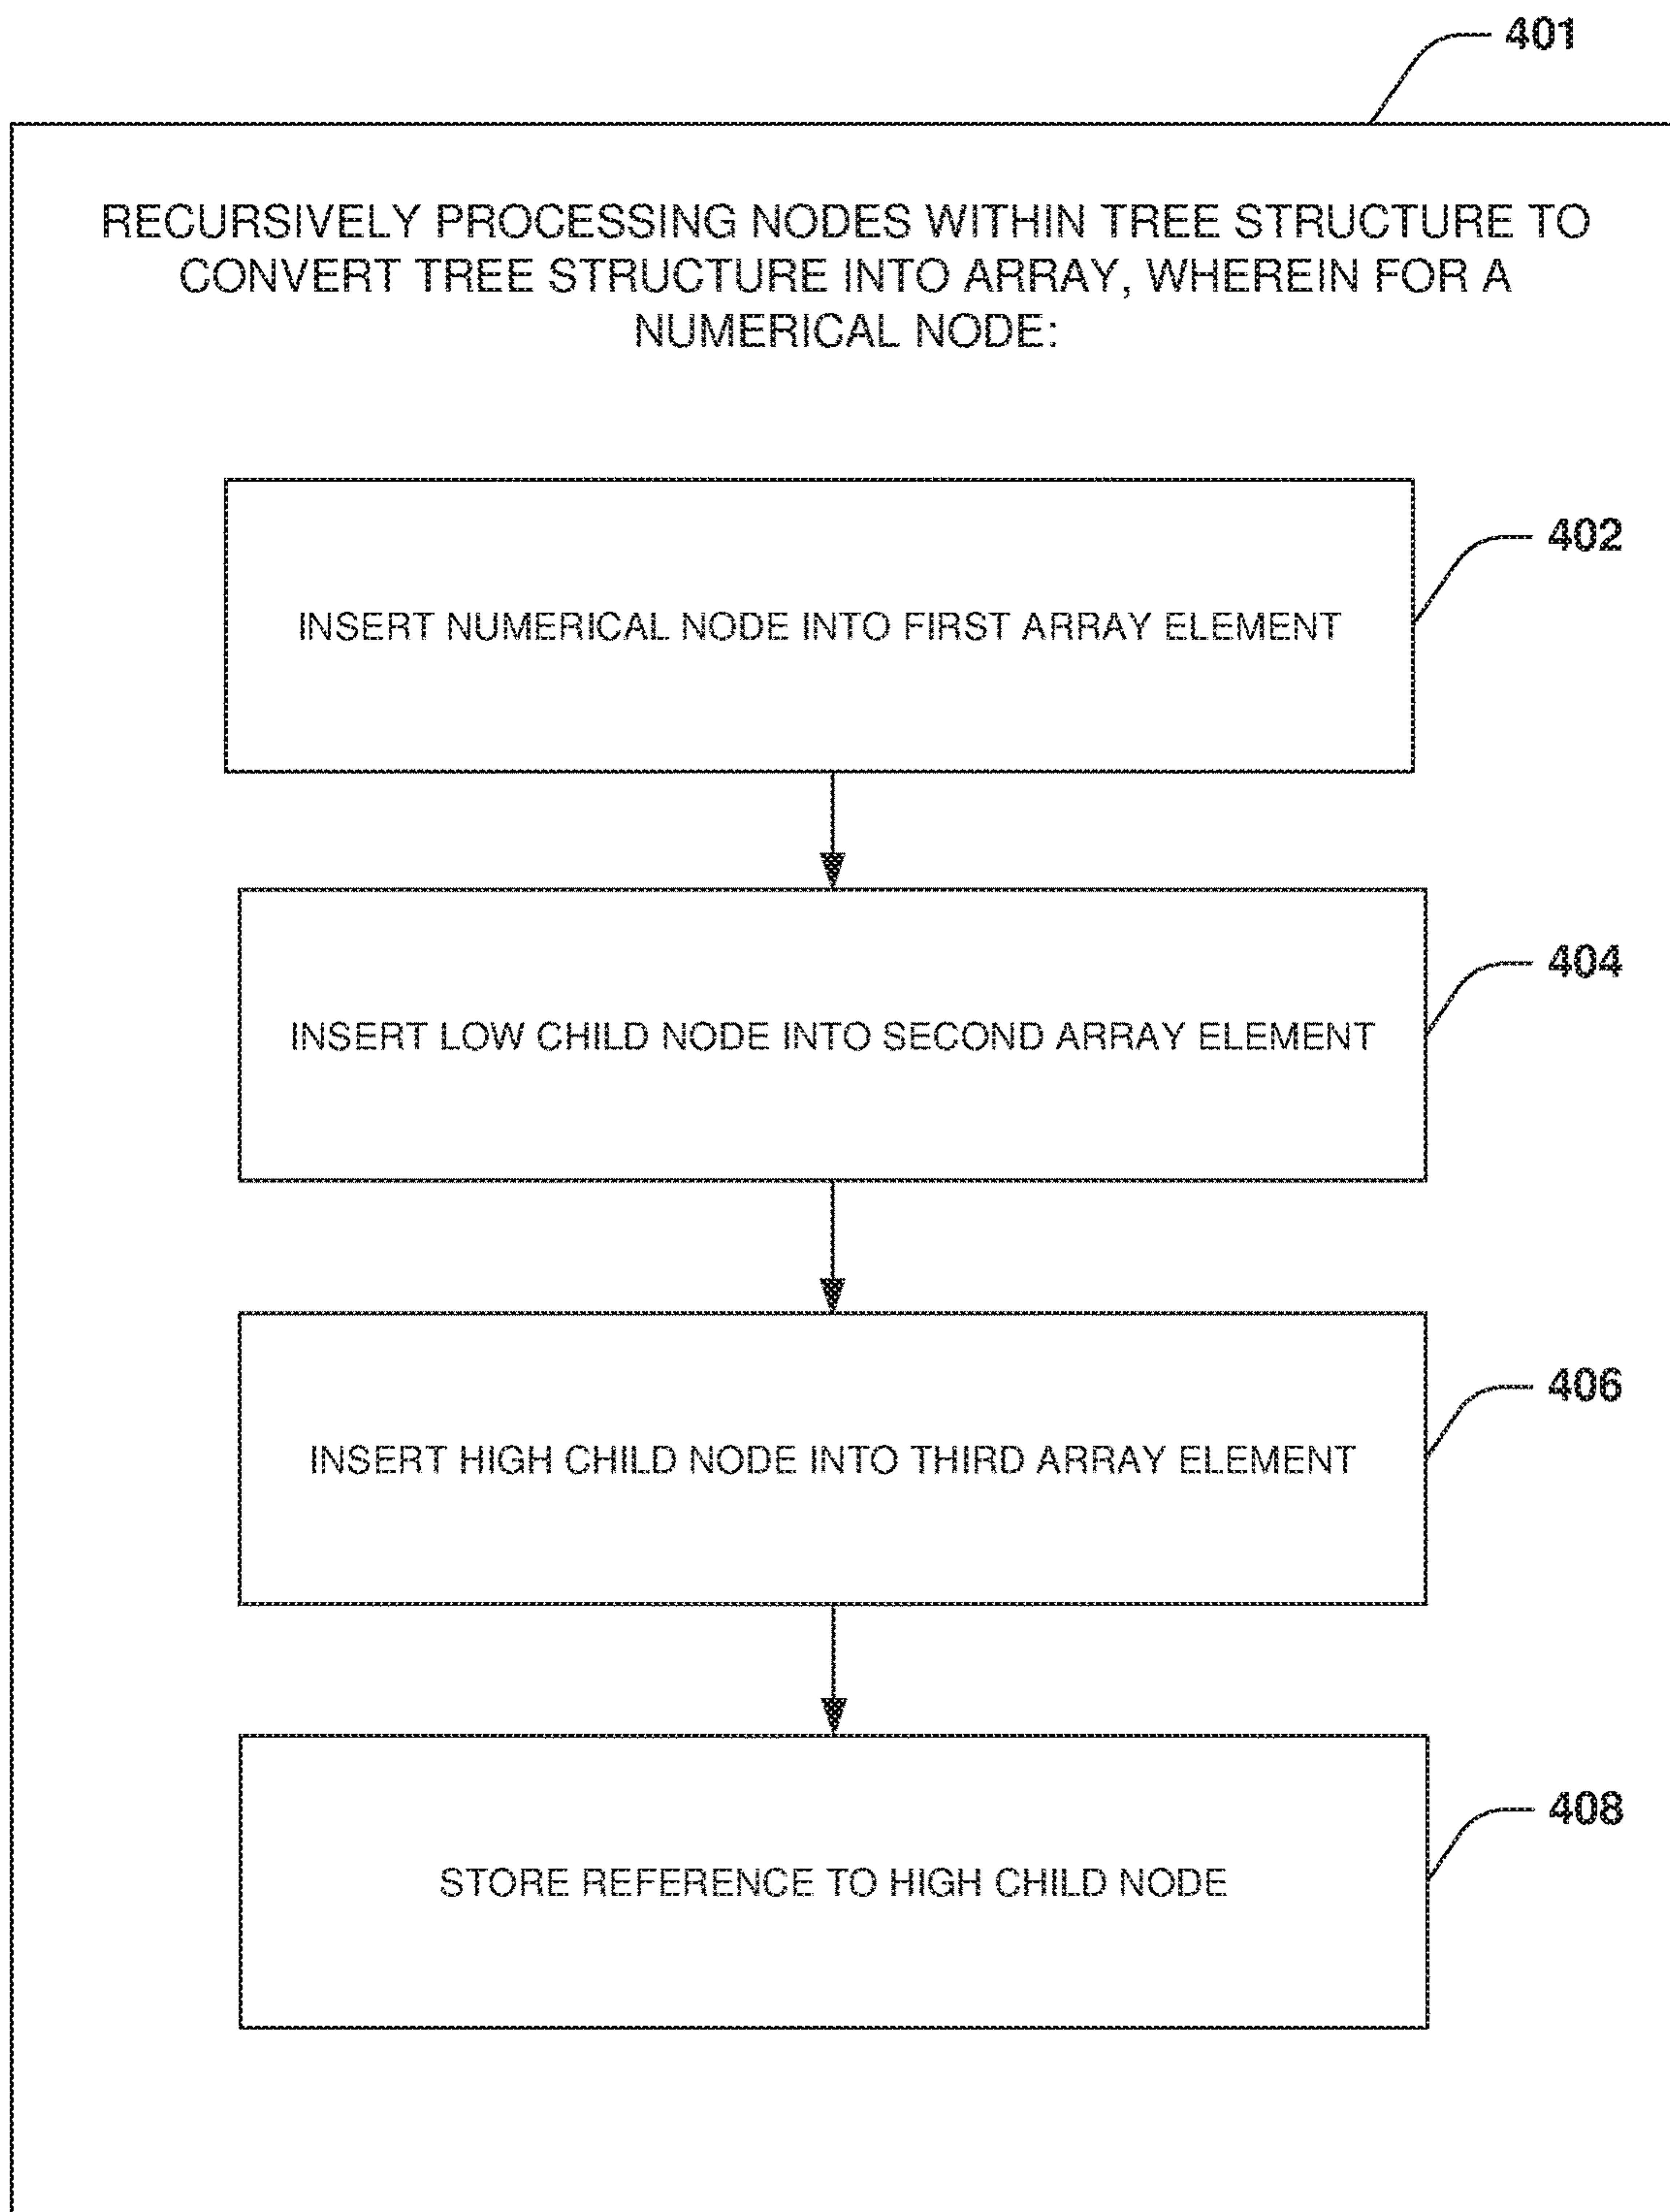 401
RECURSIVELY PROCESSING NODES WITHIN TREE STRUCTURE TO
CONVERT TREE STRUCTURE INTO ARRAY, WHEREIN FOR A
NUMERICAL NODE:
402
INSERT NUMERICAL NODE INTO FIRST ARRAY ELEMENT
404
INSERT LOW CHILD NODE INTO SECOND ARRAY ELEMENT
406
INSERT HIGH CHILD NODE INTO THIRD ARRAY ELEMENT
408
STORE REFERENCE TO HIGH CHILD NODE